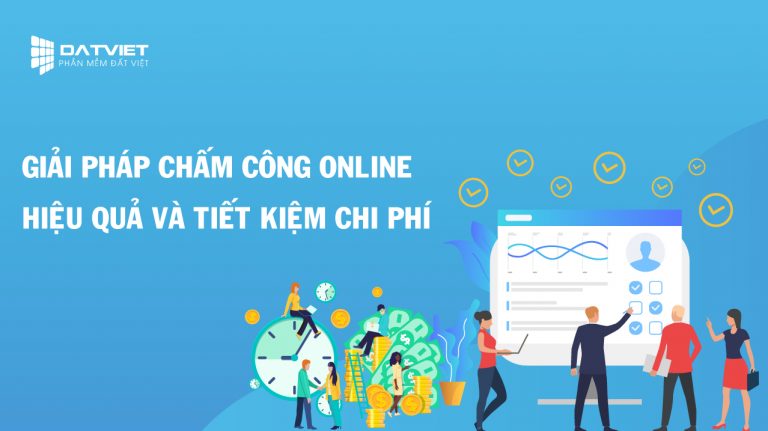 DATVIET
PHẦN MỀM ĐẤT VIỆT
GIẢI PHÁP CHẤM CÔNG ONLINE
HIỆU QUẢ VÀ TIẾT KIỆM CHI PHÍ